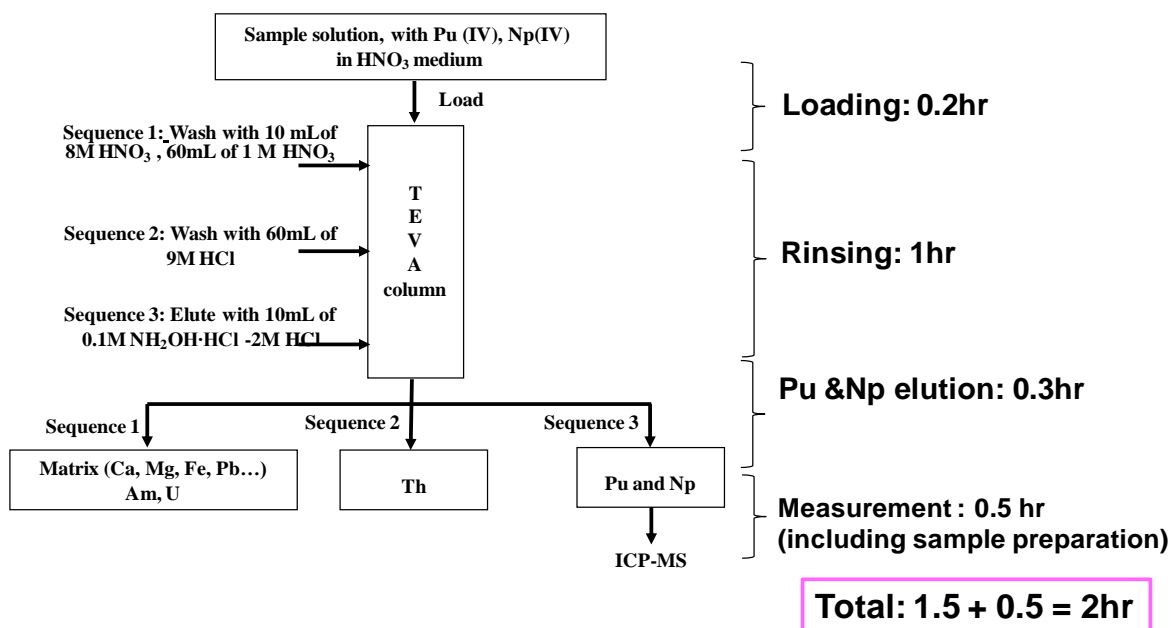 Sample solution, with Pu (IV), Np(IV)
in HNO₃ medium
Load
Loading: 0.2hr
Sequence 1: Wash with 10 mLof
8M HNO₃ , 60mL of 1 M HNO₃
T
E
V
A
column
Sequence 2: Wash with 60mL of
9M HCl
Rinsing: 1hr
Sequence 3: Elute with 10mL of
0.1M NH₂OH·HCl -2M HCl
Pu &Np elution: 0.3hr
Sequence 1
Sequence 2
Sequence 3
Matrix (Ca, Mg, Fe, Pb…)
Am, U
Th
Pu and Np
Measurement : 0.5 hr
(including sample preparation)
ICP-MS
Total: 1.5 + 0.5 = 2hr